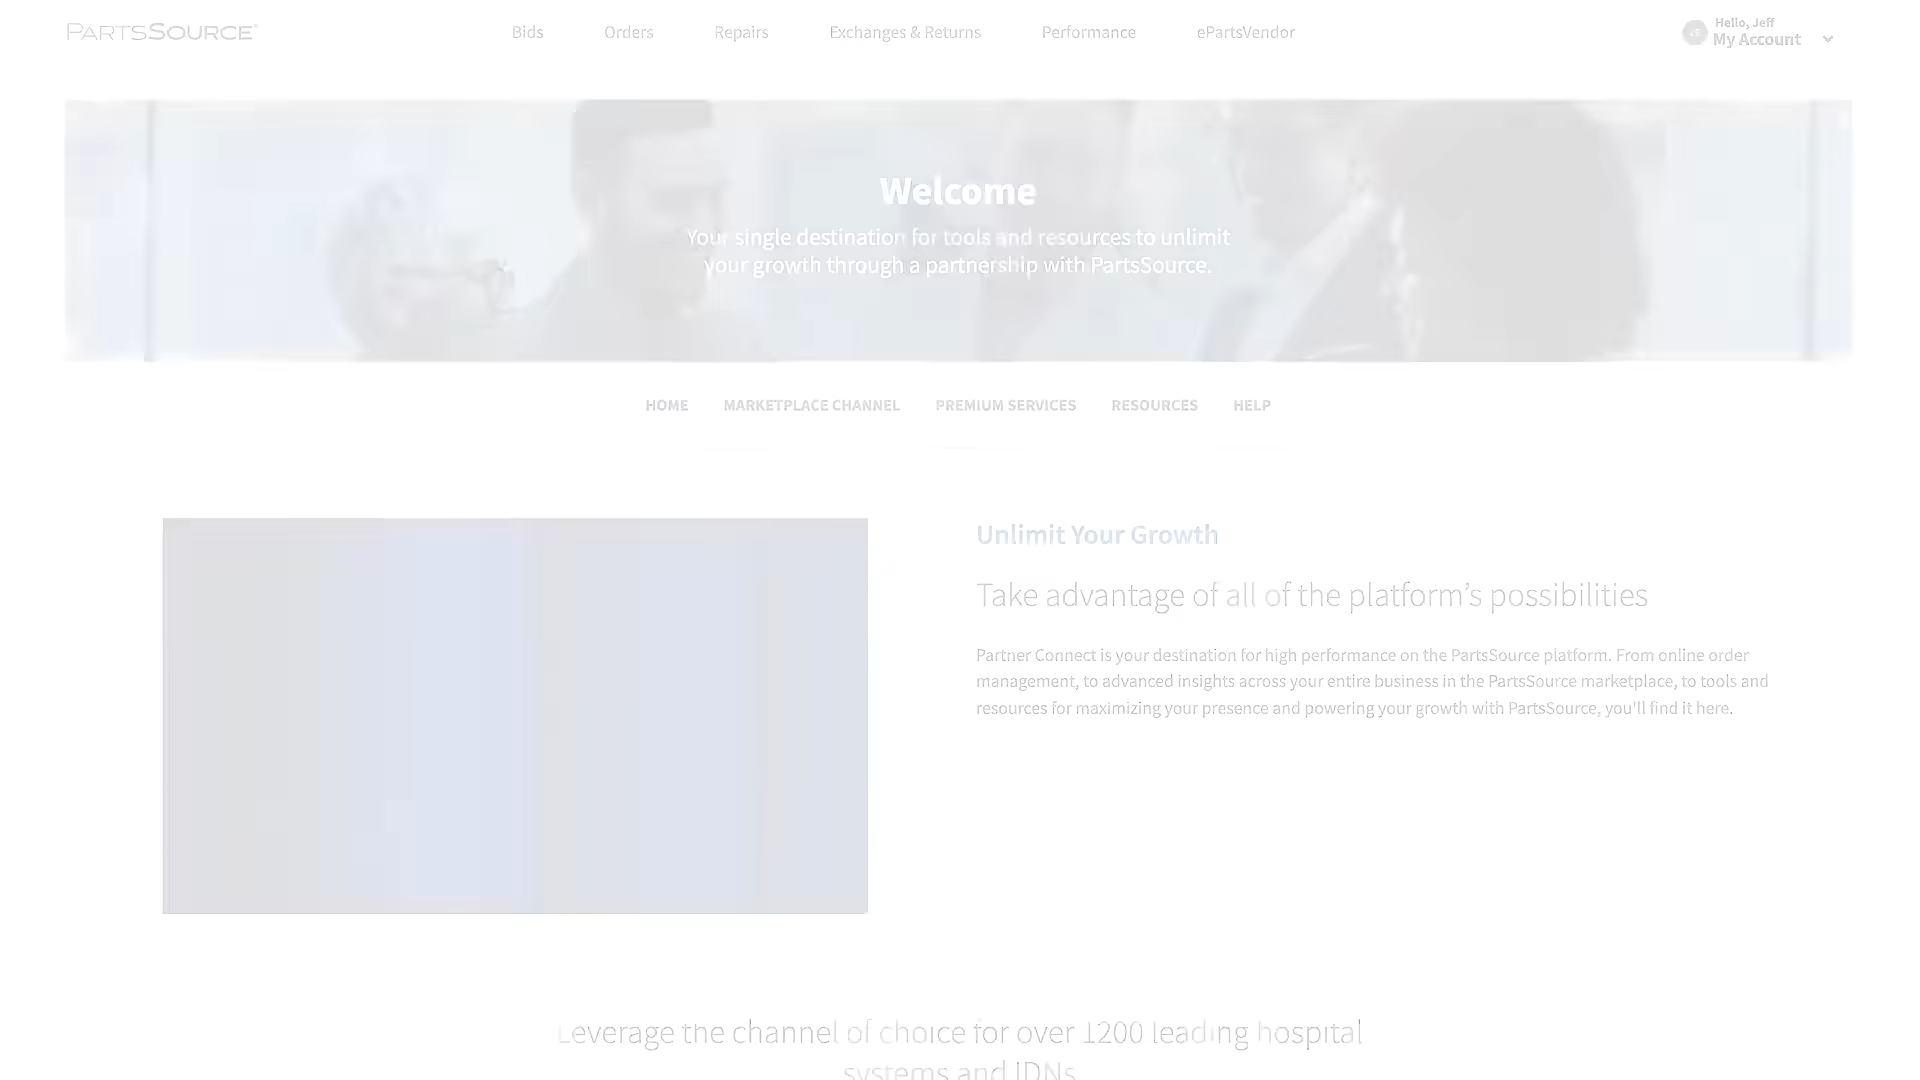 PARTSSOURCE
Bids
Orders
Repairs
Exchanges & Returns
Performance
ePartsVendor
Hello, Jeff
My Account
Welcome
Your single destination for tools and resources to unlimit
your growth through a partnership with PartsSource.
HOME
MARKETPLACE CHANNEL
PREMIUM SERVICES
RESOURCES
HELP
Unlimit Your Growth
Take advantage of all of the platform’s possibilities
Partner Connect is your destination for high performance on the PartsSource platform. From online order
management, to advanced insights across your entire business in the PartsSource marketplace, to tools and
resources for maximizing your presence and powering your growth with PartsSource, you'll find it here.
Leverage the channel of choice for over 1200 leading hospital
systems and IDNs